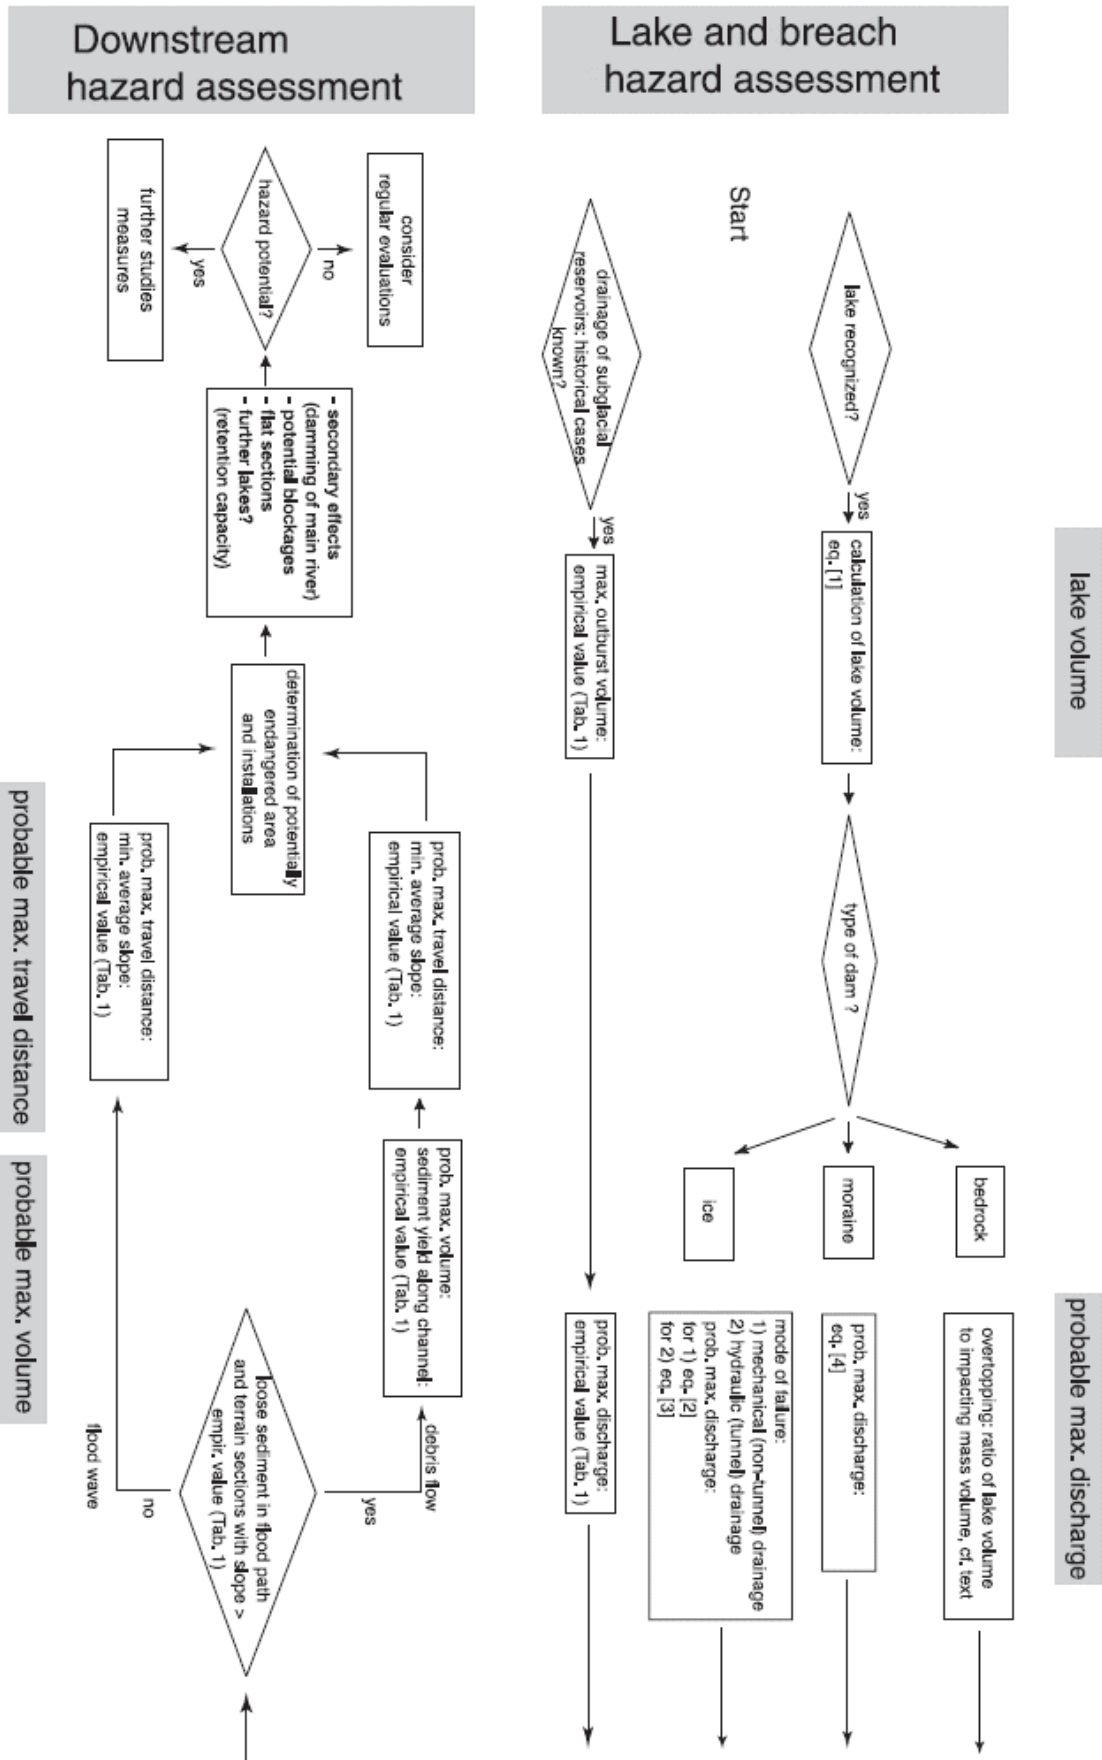 Lake and breach
hazard assessment
lake volume
probable max. discharge
Start
lake recognized?
yes
calculation of lake volume:
eq. [1]
type of dam ?
bedrock
moraine
ice
overtopping: ratio of lake volume
to impacting mass volume, cf. text
prob. max. discharge:
eq. [4]
mode of failure:
1) mechanical (non-tunnel) drainage
2) hydraulic (tunnel) drainage
prob. max. discharge:
for 1) eq. [2]
for 2) eq. [3]
drainage of subglacial
reservoirs: historical cases
known?
yes
max. outburst volume:
empirical value (Tab. 1)
prob. max. discharge:
empirical value (Tab. 1)
Downstream
hazard assessment
loose sediment in flood path
and terrain sections with slope >
empir. value (Tab. 1)
yes
debris flow
no
flood wave
prob. max. volume:
sediment yield along channel:
empirical value (Tab. 1)
prob. max. travel distance:
min. average slope:
empirical value (Tab. 1)
prob. max. travel distance:
min. average slope:
empirical value (Tab. 1)
determination of potentially
endangered area
and installations
- secondary effects
(damming of main river)
- potential blockages
- flat sections
- further lakes?
(retention capacity)
hazard potential?
no
yes
consider
regular evaluations
further studies
measures
probable max. travel distance
probable max. volume